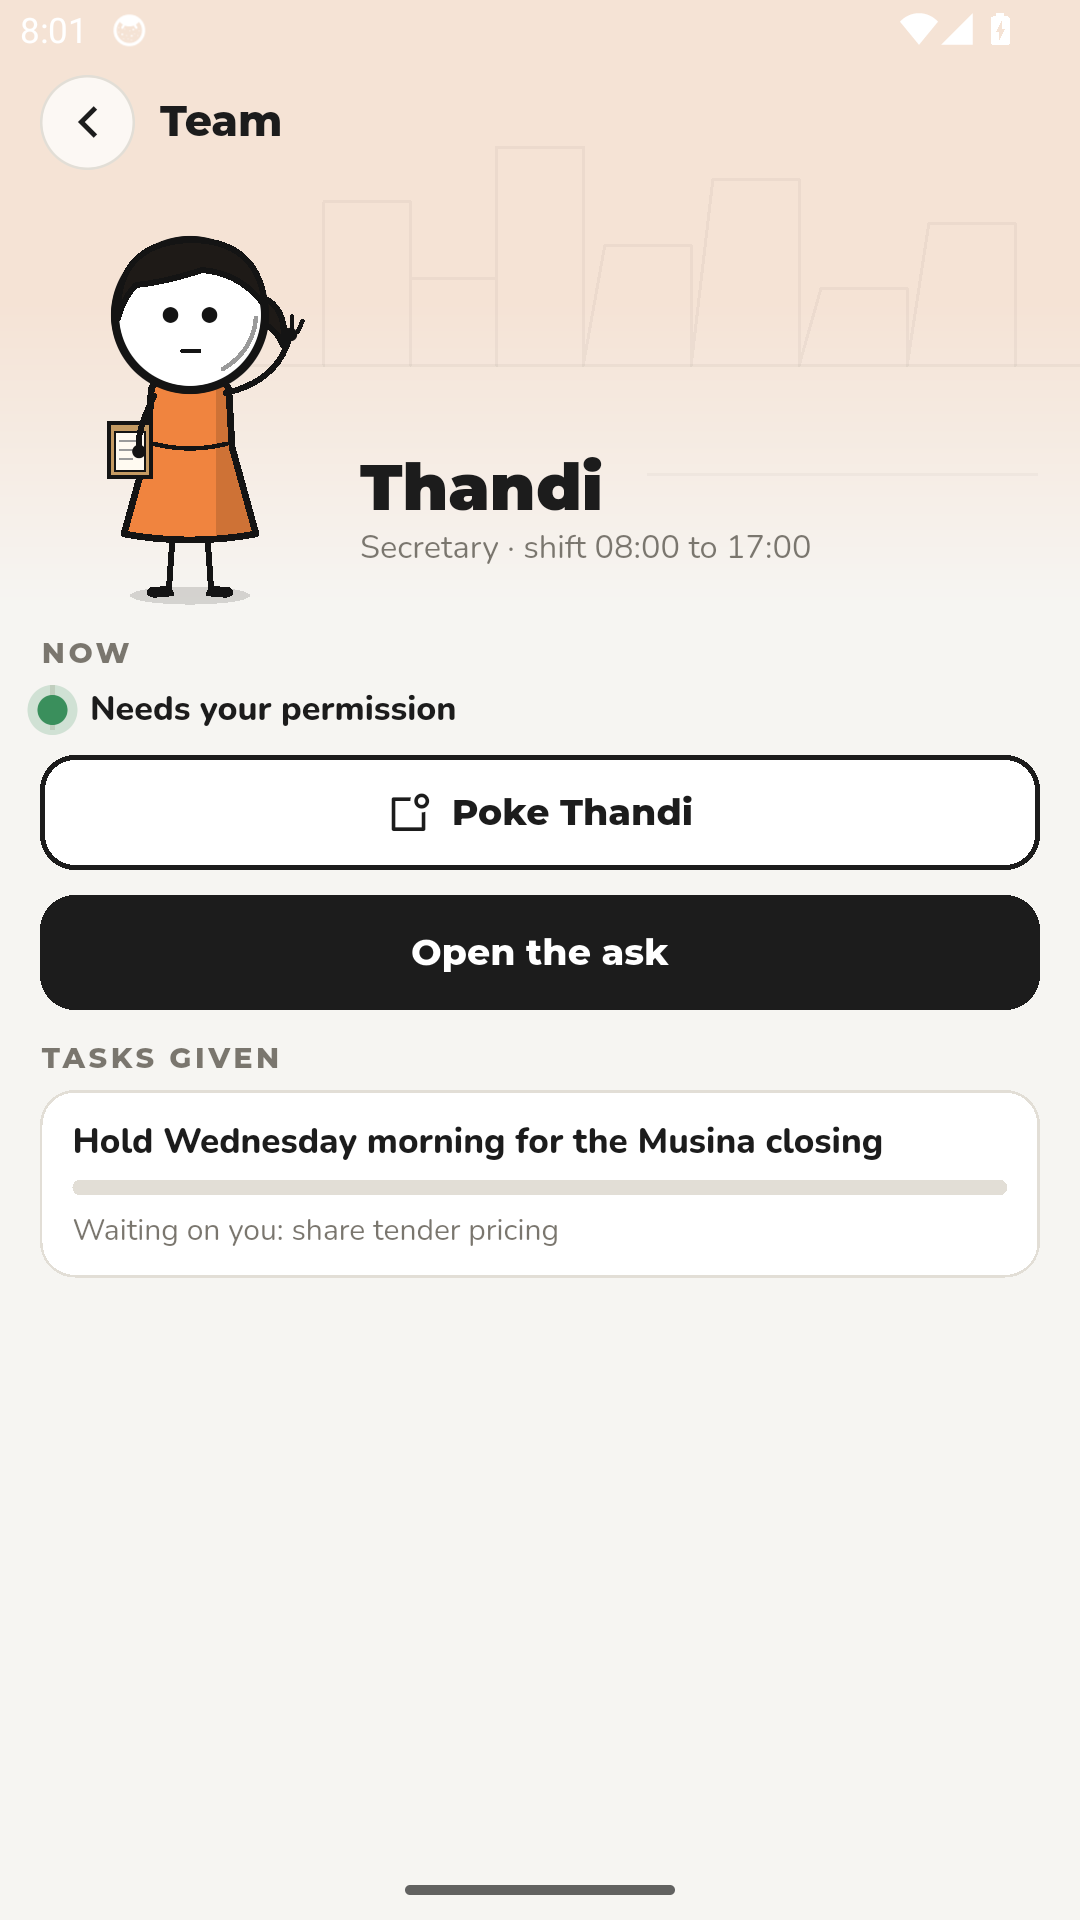 8:01
Team
Thandi
Secretary · shift 08:00 to 17:00
NOW
Needs your permission
Poke Thandi
Open the ask
TASKS GIVEN
Hold Wednesday morning for the Musina closing
Waiting on you: share tender pricing